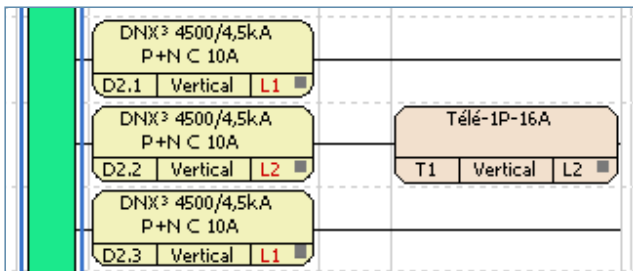 DNX³ 4500/4,5kA
P+N C 10A
D2.1 Vertical L1
DNX³ 4500/4,5kA
P+N C 10A
D2.2 Vertical L2
Télé-1P-16A
T1 Vertical L2
DNX³ 4500/4,5kA
P+N C 10A
D2.3 Vertical L1